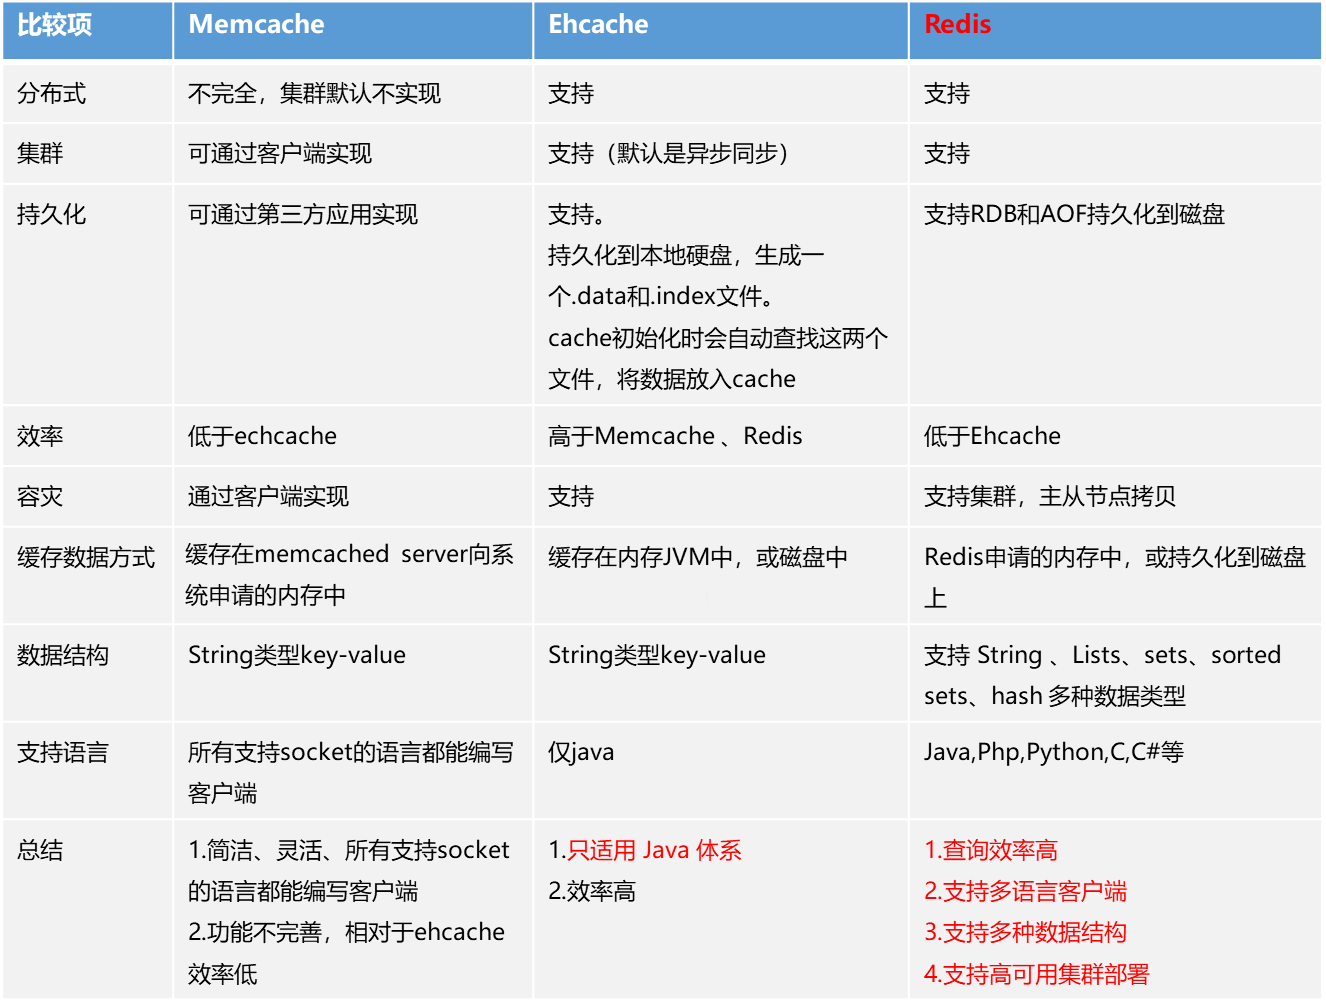 比较项
Memcache
Ehcache
Redis
分布式
不完全，集群默认不实现
支持
支持
集群
可通过客户端实现
支持（默认是异步同步）
支持
持久化
可通过第三方应用实现
支持。
持久化到本地硬盘，生成一
个.data和.index文件。
cache初始化时会自动查找这两个
文件，将数据放入cache
支持RDB和AOF持久化到磁盘
效率
低于echcache
高于Memcache 、Redis
低于Ehcache
容灾
通过客户端实现
支持
支持集群，主从节点拷贝
缓存数据方式
缓存在memcached  server向系
统申请的内存中
缓存在内存JVM中，或磁盘中
Redis申请的内存中，或持久化到磁盘
上
数据结构
String类型key-value
String类型key-value
支持 String 、Lists、sets、sorted
sets、hash 多种数据类型
支持语言
所有支持socket的语言都能编写
客户端
仅java
Java,Php,Python,C,C#等
总结
1.简洁、灵活、所有支持socket
的语言都能编写客户端
2.功能不完善，相对于ehcache
效率低
1.只适用 Java 体系
2.效率高
1.查询效率高
2.支持多语言客户端
3.支持多种数据结构
4.支持高可用集群部署